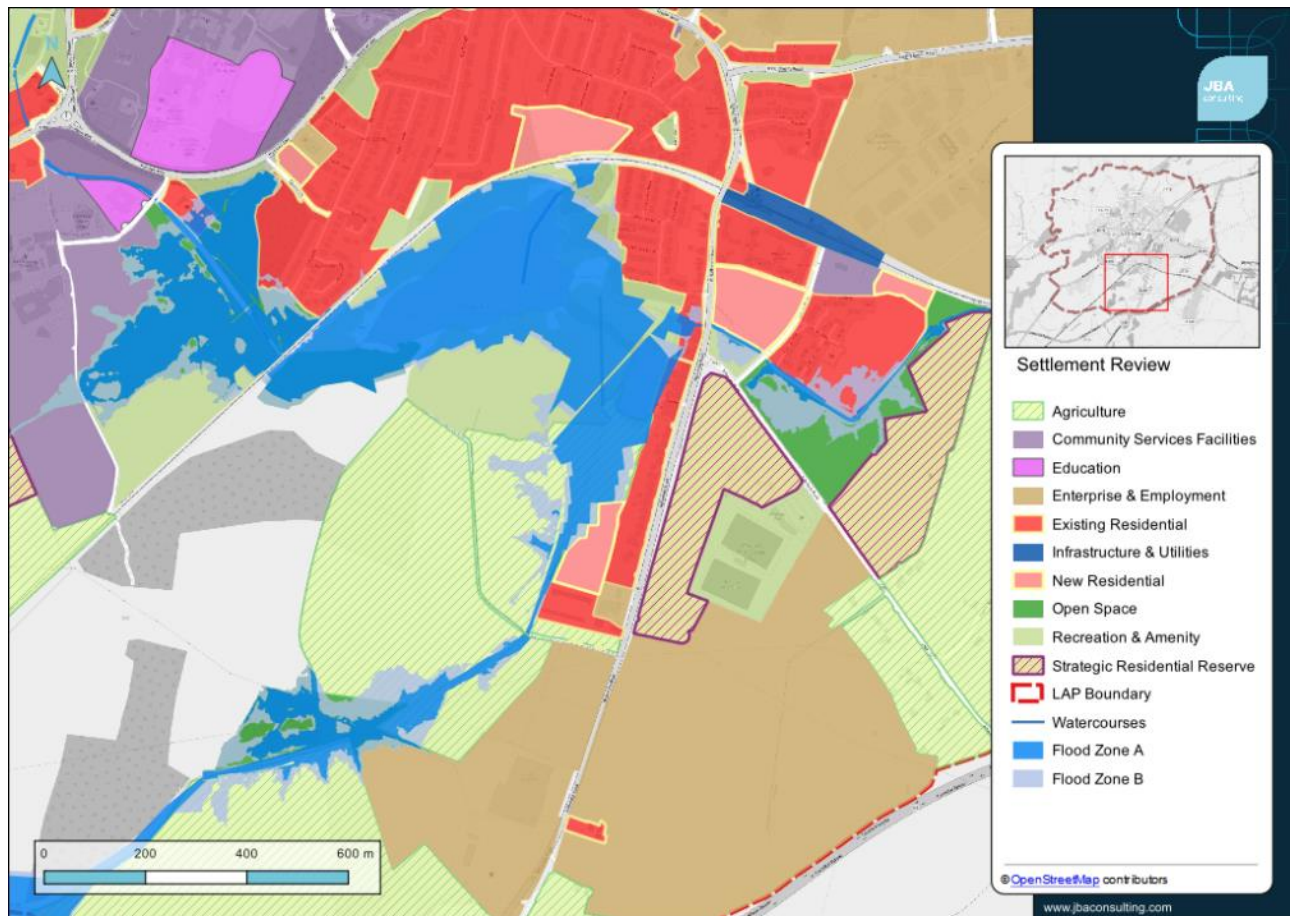 N
JBA
consulting
Settlement Review
Agriculture
Community Services Facilities
Education
Enterprise & Employment
Existing Residential
Infrastructure & Utilities
New Residential
Open Space
Recreation & Amenity
Strategic Residential Reserve
LAP Boundary
Watercourses
Flood Zone A
Flood Zone B
0 200 400 600 m
©OpenStreetMap contributors
www.jbaconsulting.com